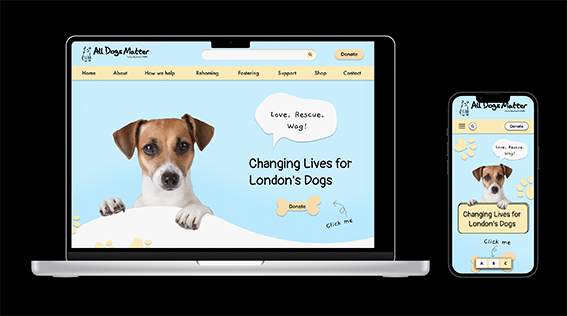 All Dogs Matter
Donate
Home About How we help Rehoming Fostering Support Shop Contact
Love. Rescue.
Wag!
Changing Lives for
London's Dogs
Donate
Click me
All Dogs Matter
Donate
Love. Rescue.
Wag!
Changing Lives for
London's Dogs
Click me